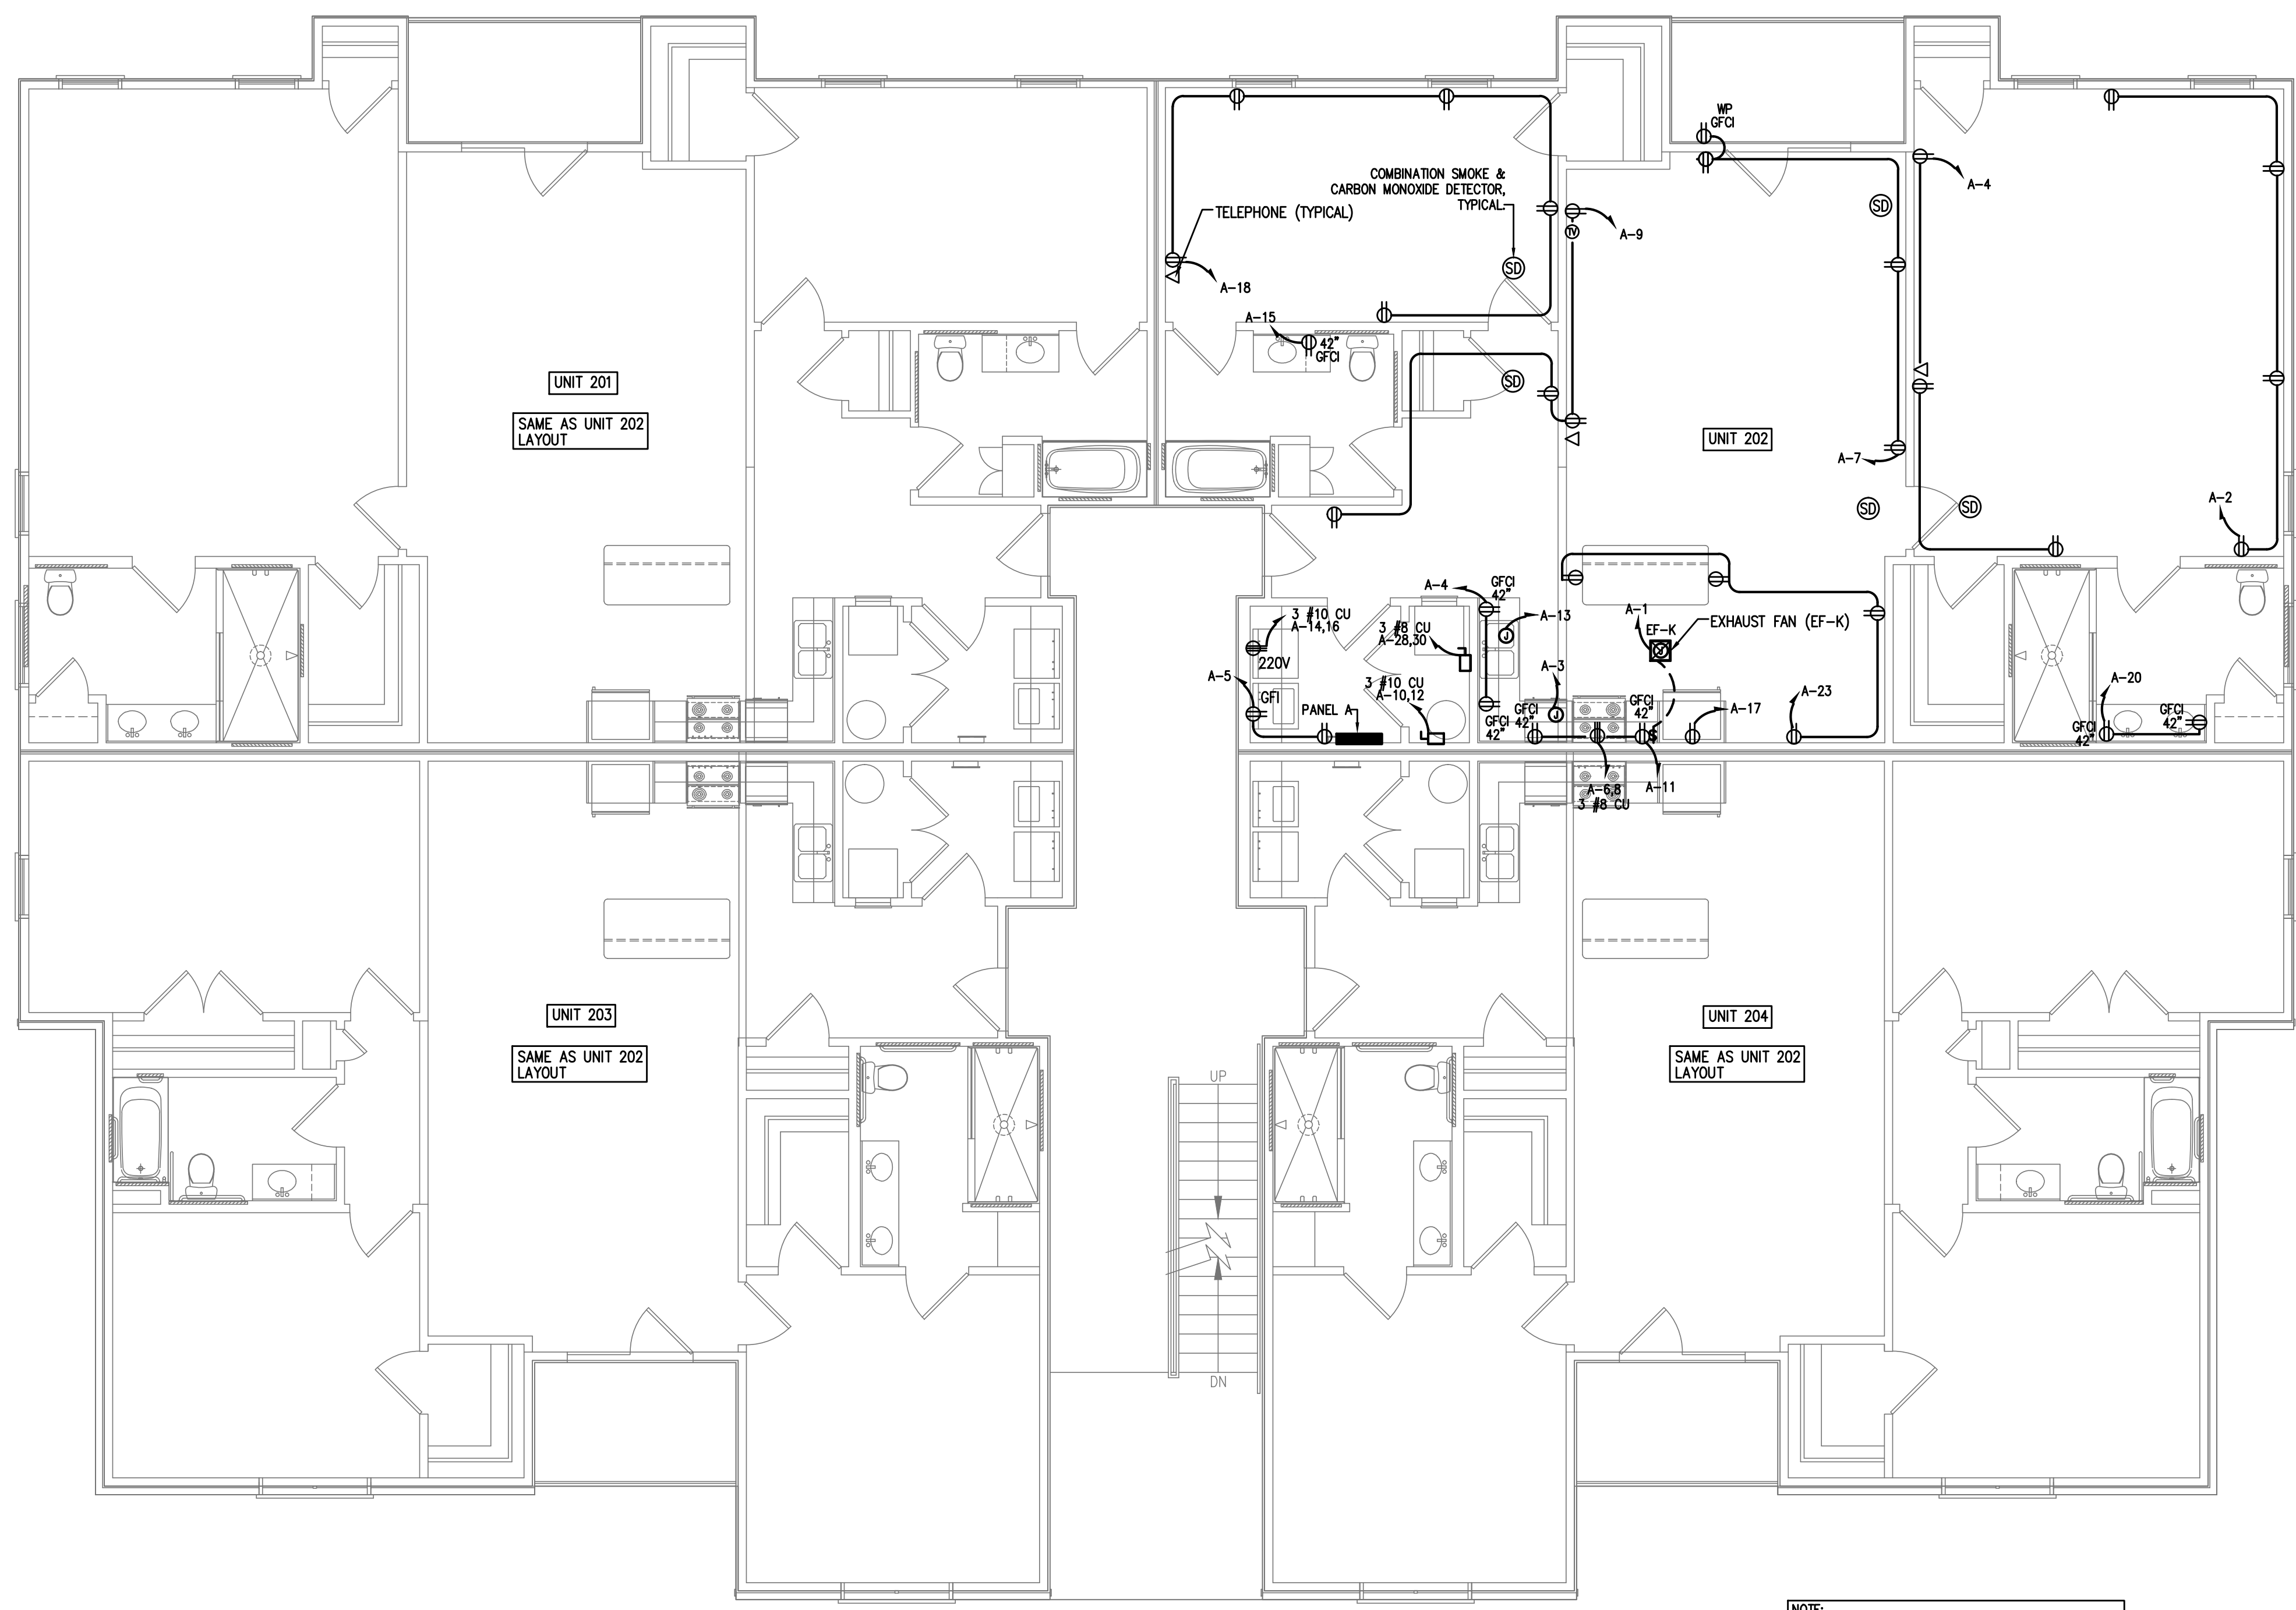 WP
GFCI
COMBINATION SMOKE &
CARBON MONOXIDE DETECTOR,
TYPICAL
TELEPHONE (TYPICAL)
SD
A-4
A-9
TV
SD
A-18
A-15
42"
GFCI
SD
UNIT 201
SAME AS UNIT 202
LAYOUT
UNIT 202
A-7
SD
SD
A-2
A-4
GFCI
42"
3 #10 CU
A-14,16
220V
3 #8 CU
A-28,30
J
A-13
A-1
EF-K
EXHAUST FAN (EF-K)
J
A-5
GFI
3 #10 CU
A-10,12
A-3
J
PANEL A
GFCI
42"
GFCI
42"
GFCI
42"
$
A-17
A-23
A-20
GFCI
42"
GFCI
42"
A-6,8
3 #8 CU
A-11
UNIT 203
SAME AS UNIT 202
LAYOUT
UNIT 204
SAME AS UNIT 202
LAYOUT
UP
DN
NOTE: